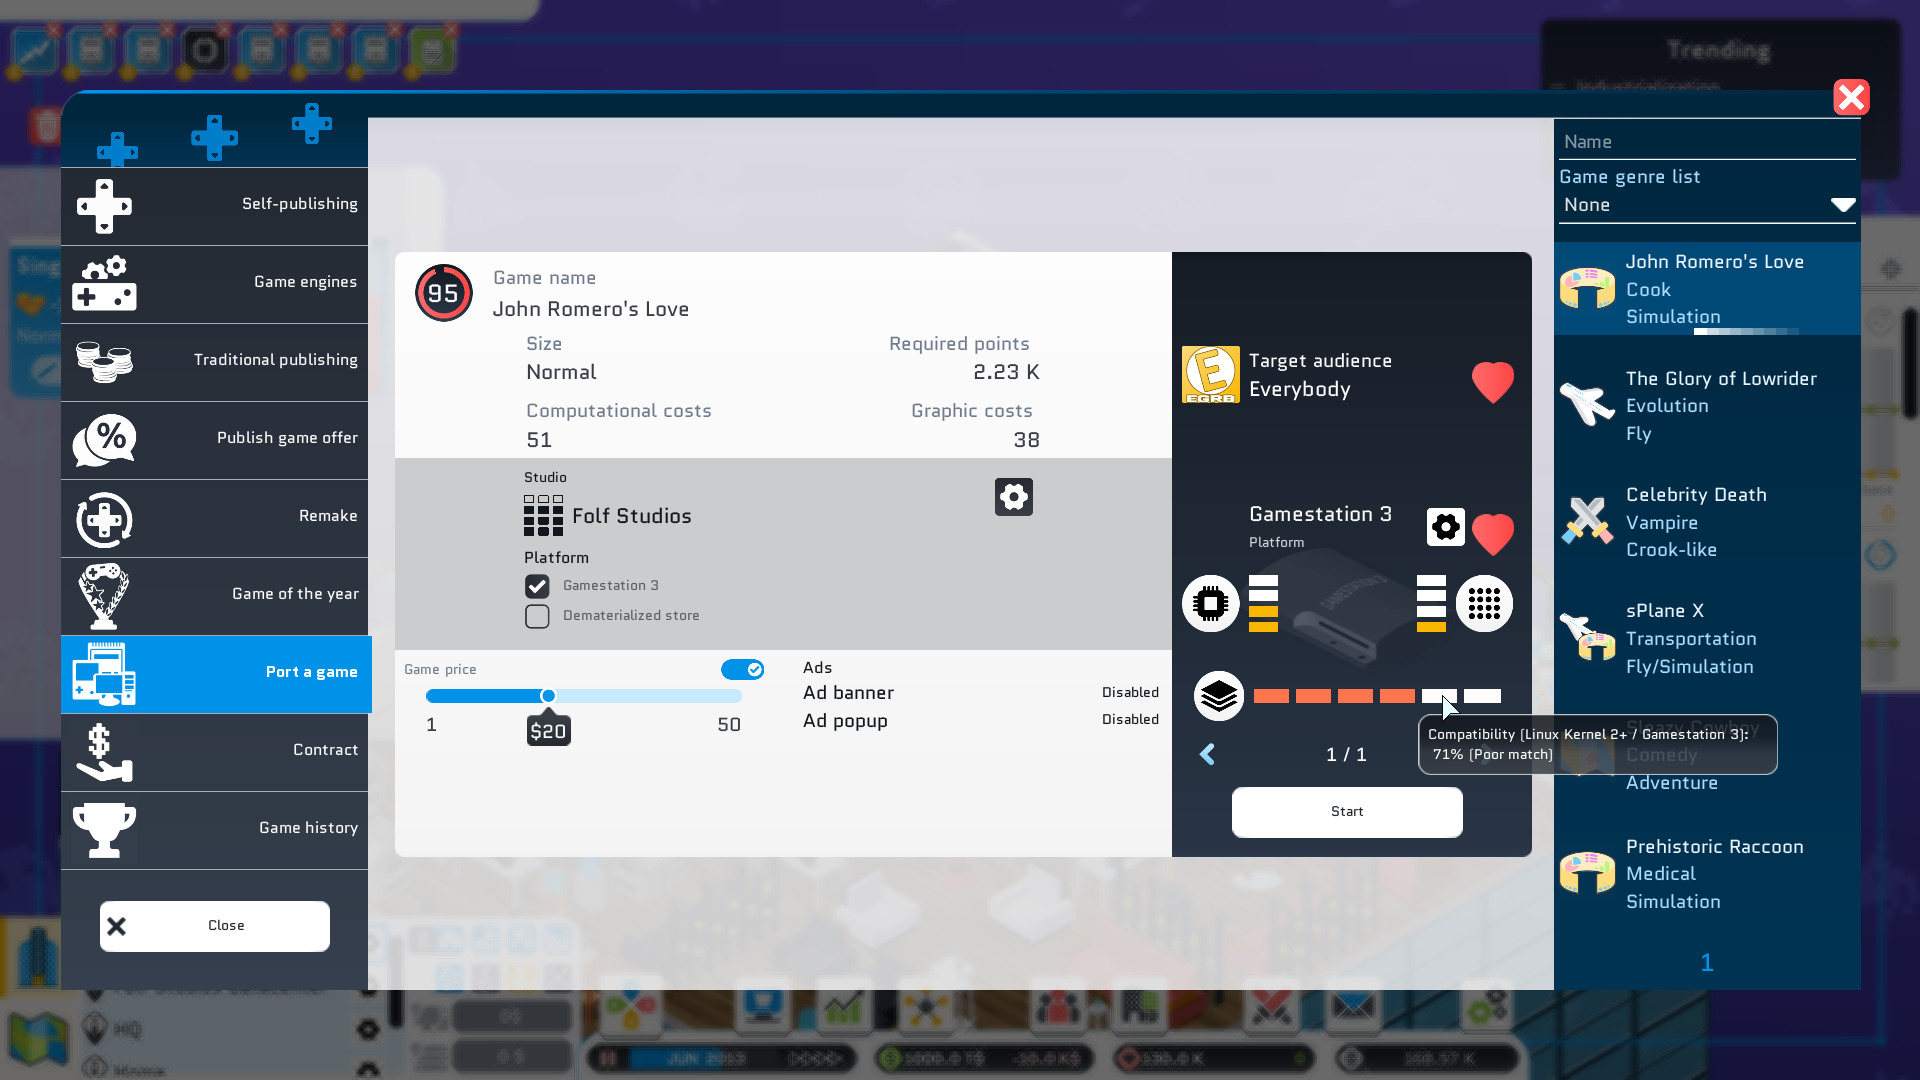 Trending
Self-publishing
Game engines
Traditional publishing
Publish game offer
%
Remake
Game of the year
Port a game
Contract
$
Game history
Close
95
Game name
John Romero's Love
Size
Normal
Required points
2.23 K
Computational costs
51
Graphic costs
38
Studio
Folf Studios
Platform
Gamestation 3
Dematerialized store
Game price
1
$20
50
Ads
Ad banner
Disabled
Ad popup
Disabled
E
EGRB
Target audience
Everybody
Gamestation 3
Platform
GAMESTATION 3
1 / 1
Start
Compatibility (Linux Kernel 2+ / Gamestation 3):
71% (Poor match)
Name
Game genre list
None
John Romero's Love
Cook
Simulation
The Glory of Lowrider
Evolution
Fly
Celebrity Death
Vampire
Crook-like
sPlane X
Transportation
Fly/Simulation
Sleazy Cowboy
Comedy
Adventure
Prehistoric Raccoon
Medical
Simulation
1
HQ